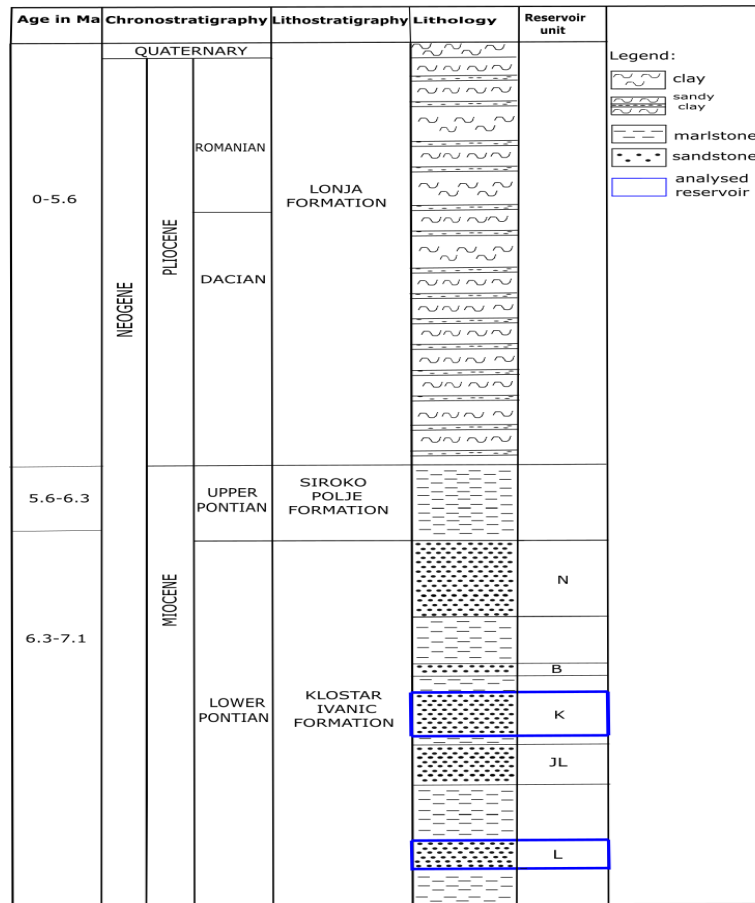 Age in Ma Chronostratigraphy Lithostratigraphy Lithology Reservoir
unit
QUATERNARY
NEOGENE
PLIOCENE
ROMANIAN
DACIAN
0-5.6
LONJA
FORMATION
5.6-6.3
MIOCENE
UPPER
PONTIAN
SIROKO
POLJE
FORMATION
6.3-7.1
LOWER
PONTIAN
KLOSTAR
IVANIC
FORMATION
N
B
K
JL
L
Legend:
clay
sandy
clay
marlstone
sandstone
analysed
reservoir